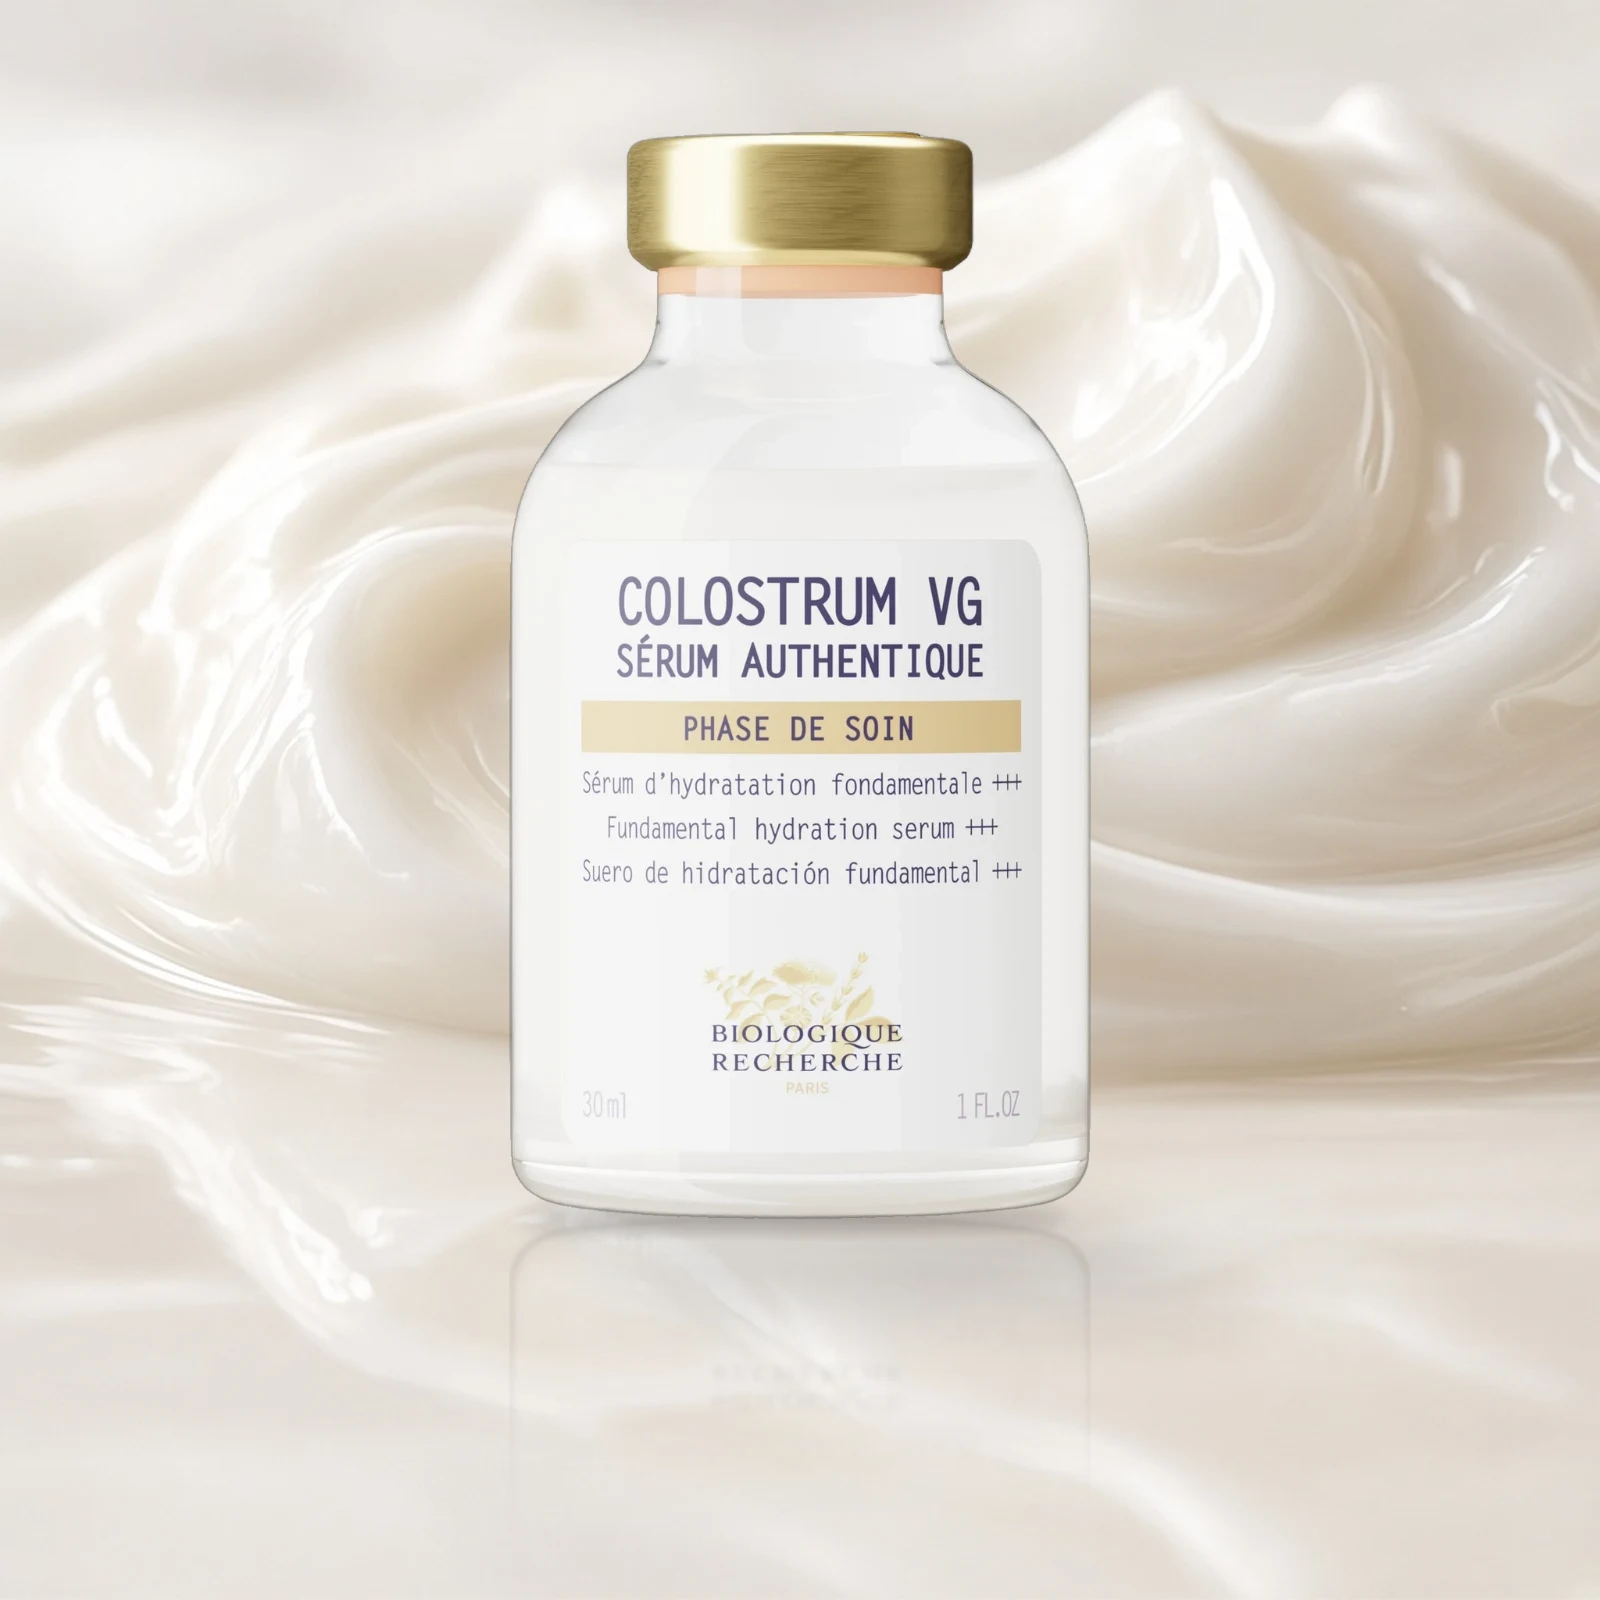 COLOSTRUM VG
SÉRUM AUTHENTIQUE
PHASE DE SOIN
Sérum d'hydratation fondamentale +++
Fundamental hydration serum +++
Suero de hidratación fundamental +++
BIOLOGIQUE
RECHERCHE
PARIS
30ml 1 FL.OZ